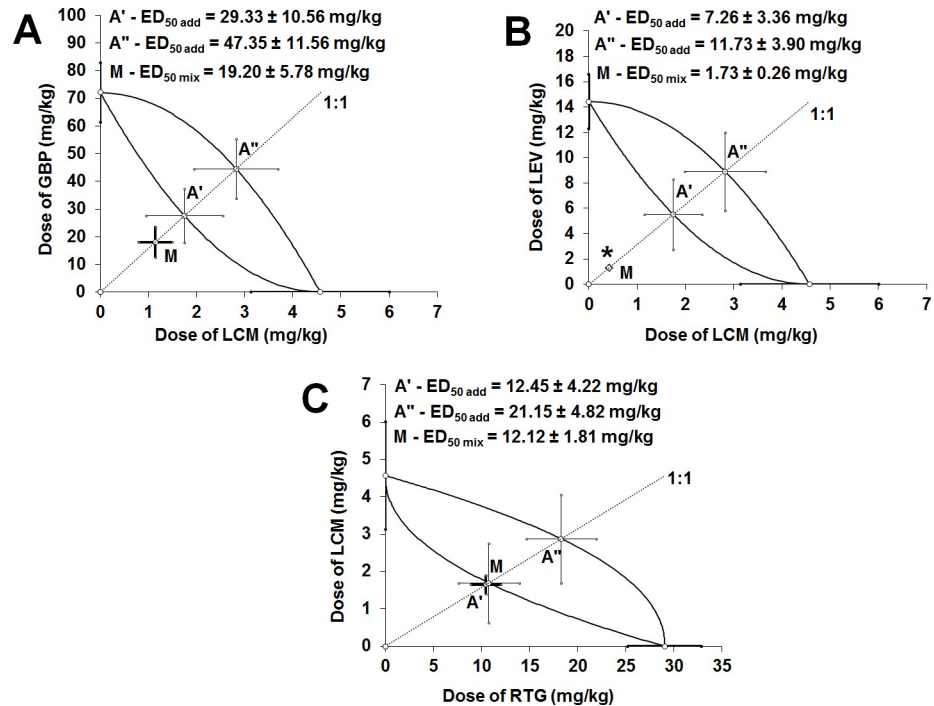 A
A' - ED50 add = 29.33 ± 10.56 mg/kg
A" - ED50 add = 47.35 ± 11.56 mg/kg
M - ED50 mix = 19.20 ± 5.78 mg/kg
Dose of GBP (mg/kg)
100
90
80
70
60
50
40
30
20
10
0
1:1
A"
A'
M
0 1 2 3 4 5 6 7
Dose of LCM (mg/kg)
B
A' - ED50 add = 7.26 ± 3.36 mg/kg
A" - ED50 add = 11.73 ± 3.90 mg/kg
M - ED50 mix = 1.73 ± 0.26 mg/kg
Dose of LEV (mg/kg)
20
18
16
14
12
10
8
6
4
2
0
1:1
A"
A'
*
M
0 1 2 3 4 5 6 7
Dose of LCM (mg/kg)
C
A' - ED50 add = 12.45 ± 4.22 mg/kg
A" - ED50 add = 21.15 ± 4.82 mg/kg
M - ED50 mix = 12.12 ± 1.81 mg/kg
Dose of LCM (mg/kg)
7
6
5
4
3
2
1
0
1:1
A"
M
A'
0 5 10 15 20 25 30 35
Dose of RTG (mg/kg)